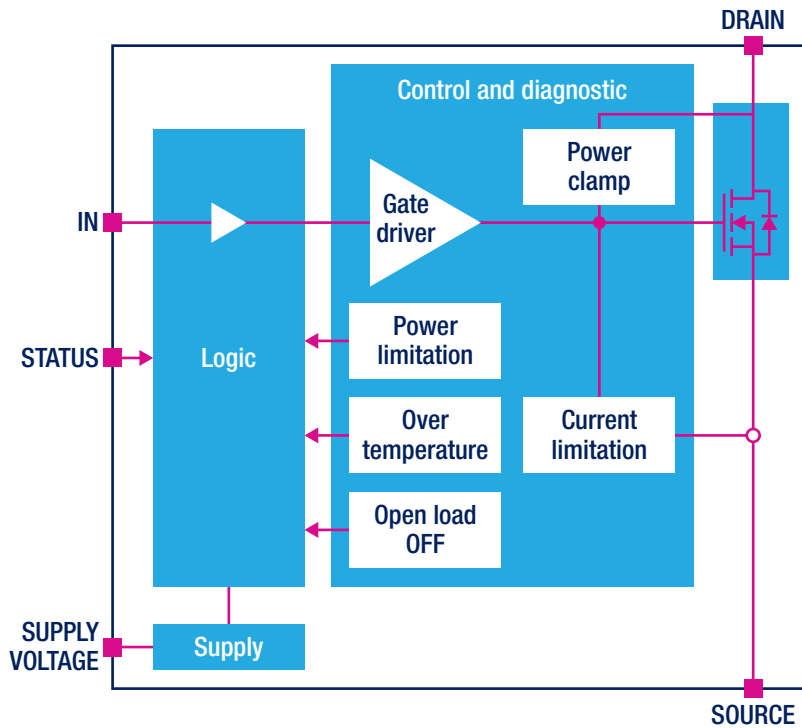 DRAIN
Control and diagnostic
Power
clamp
IN
Gate
driver
Power
limitation
STATUS
Logic
Over
temperature
Current
limitation
Open load
OFF
SUPPLY
VOLTAGE
Supply
SOURCE